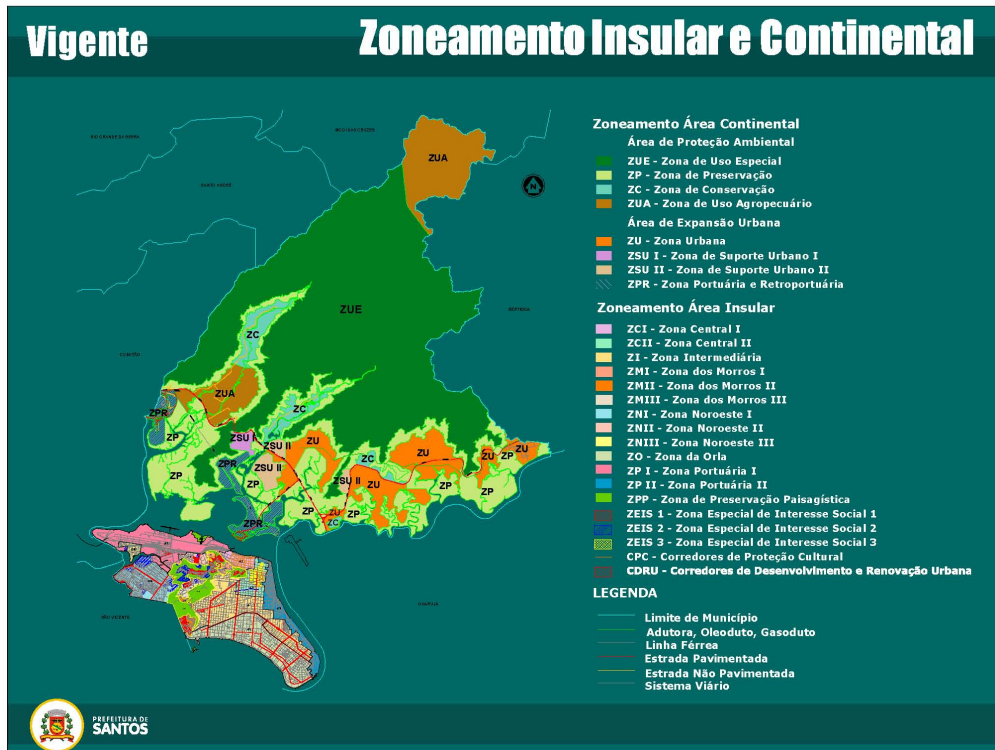 Vigente
Zoneamento Insular e Continental
Zoneamento Área Continental
Área de Proteção Ambiental
ZUE - Zona de Uso Especial
ZP - Zona de Preservação
ZC - Zona de Conservação
ZUA - Zona de Uso Agropecuário
Área de Expansão Urbana
ZU - Zona Urbana
ZSU I - Zona de Suporte Urbano I
ZSU II - Zona de Suporte Urbano II
ZPR - Zona Portuária e Retroportuária
Zoneamento Área Insular
ZCI - Zona Central I
ZCII - Zona Central II
ZI - Zona Intermediária
ZMI - Zona dos Morros I
ZMII - Zona dos Morros II
ZMIII - Zona dos Morros III
ZNI - Zona Noroeste I
ZNII - Zona Noroeste II
ZNIII - Zona Noroeste III
ZO - Zona da Orla
ZP I - Zona Portuária I
ZP II - Zona Portuária II
ZPP - Zona de Preservação Paisagística
ZEIS 1 - Zona Especial de Interesse Social 1
ZEIS 2 - Zona Especial de Interesse Social 2
ZEIS 3 - Zona Especial de Interesse Social 3
CPC - Corredores de Proteção Cultural
CDRU - Corredores de Desenvolvimento e Renovação Urbana
LEGENDA
Limite de Município
Adutora, Oleoduto, Gasoduto
Linha Férrea
Estrada Pavimentada
Estrada Não Pavimentada
Sistema Viário
ZUA
N
SANTO ANDRÉ
ZUE
BERTIOGA
ZC
CUBATÃO
ZUA
ZC
ZPR
ZP
ZSU I
ZSU II
ZU
ZU
ZU
ZU
ZP
ZC
ZPR
ZSU II
ZP
ZP
ZSU II
ZU
ZP
ZP
ZPR
ZP
ZU
ZC
ZP
SÃO VICENTE
GUARUJÁ
PREFEITURA DE
SANTOS